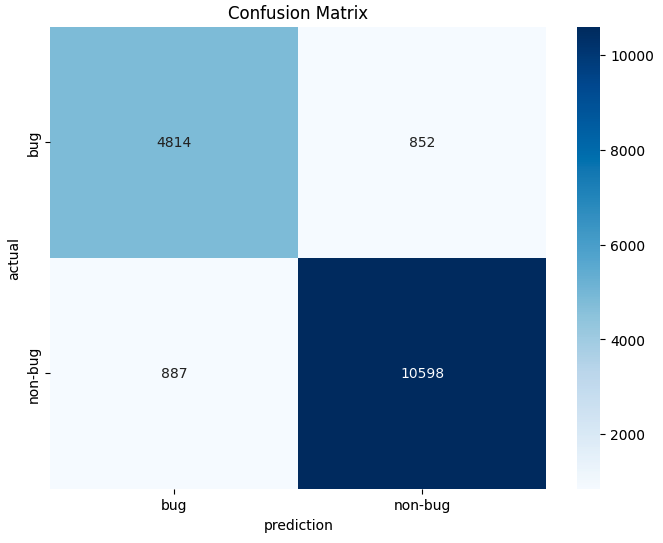 Confusion Matrix
bug
4814
852
actual
non-bug
887
10598
bug
non-bug
prediction
10000
8000
6000
4000
2000